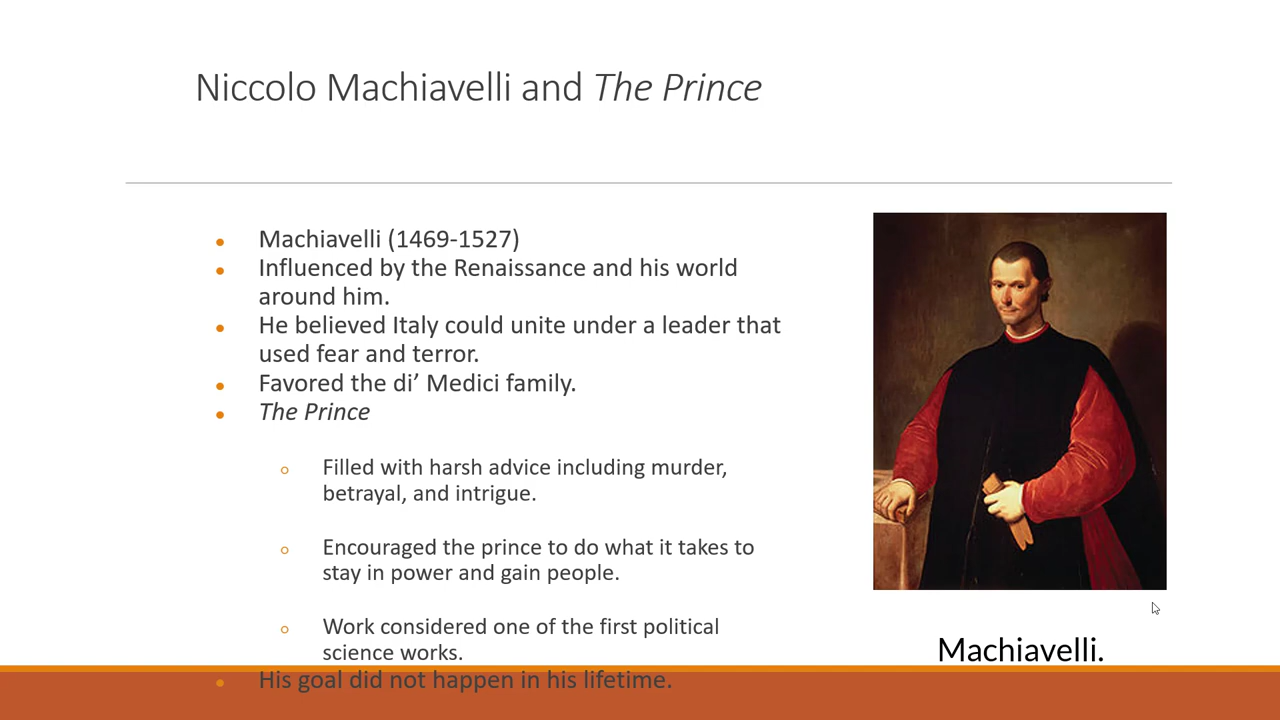 Niccolo Machiavelli and The Prince
Machiavelli (1469-1527)
Influenced by the Renaissance and his world
around him.
He believed Italy could unite under a leader that
used fear and terror.
Favored the di’ Medici family.
The Prince
Filled with harsh advice including murder,
betrayal, and intrigue.
Encouraged the prince to do what it takes to
stay in power and gain people.
Work considered one of the first political
science works.
His goal did not happen in his lifetime.
Machiavelli.